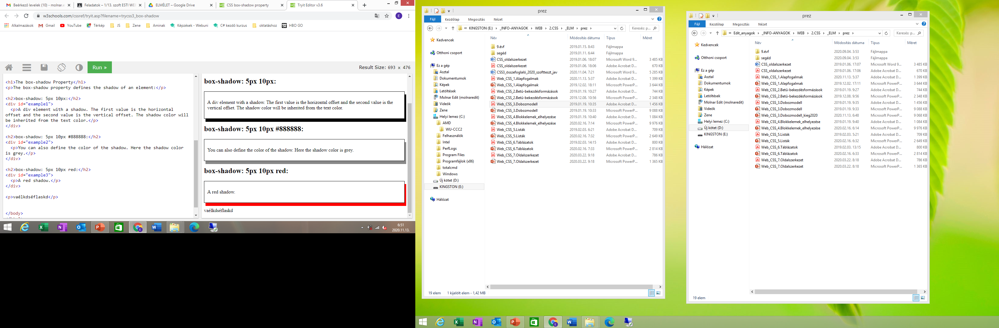 Beérkező levelek (10) - molnar.e
Feladatok – 1/13. szoft ESTI WEB
ELMÉLET – Google Drive
CSS box-shadow property
Tryit Editor v3.6
w3schools.com/cssref/tryit.asp?filename=trycss3_box-shadow
E
Alkalmazások
Gmail
YouTube
Térkép
JS
Zene
Aminak
Képzések - Webuni
C# kezdő kurzus
oktatáshoz
HBO GO
Run »
Result Size: 693 x 476
<h1>The box-shadow Property</h1>
<p>The box-shadow property defines the shadow of an element:</p>
<h2>box-shadow: 5px 10px:</h2>
<div id="example1">
<p>A div element with a shadow. The first value is the horizontal
offset and the second value is the vertical offset. The shadow color will
be inherited from the text color.</p>
</div>
<h2>box-shadow: 5px 10px #888888:</h2>
<div id="example2">
<p>You can also define the color of the shadow. Here the shadow color
is grey.</p>
</div>
<h2>box-shadow: 5px 10px red:</h2>
<div id="example3">
<p>A red shadow.</p>
</div>
<p>vaélkdséflaskd</p>
</body>
box-shadow: 5px 10px:
A div element with a shadow. The first value is the horizontal offset and the second value is the
vertical offset. The shadow color will be inherited from the text color.
box-shadow: 5px 10px #888888:
You can also define the color of the shadow. Here the shadow color is grey.
box-shadow: 5px 10px red:
A red shadow.
vaélkdséflaskd
6:51
2020.11.13.
prez
Fájl Kezdőlap Megosztás Nézet
« KINGSTON (E:) _INFO-ANYAGOK WEB 2.CSS _ELM prez
Keresés: p...
Kedvencek
Otthoni csoport
Ez a gép
Asztal
Dokumentumok
Képek
Letöltések
Molnar Edit (molnaredit)
Videók
Zene
Helyi lemez (C:)
AMD
WU-CCC2
Felhasználók
Intel
PerfLogs
Program Files
Programfájlok (x86)
totalcmd
Windows
Új kötet (D:)
KINGSTON (E:)
Hálózat
Név Módosítás dátuma Típus Méret
9.évf 2019.01.15. 8:43 Fájlmappa
segéd 2019.01.11. 6:44 Fájlmappa
CSS_oldalszerkezet 2019.01.06. 18:07 Microsoft Word 9... 3 485 KB
CSS_oldalszerkezet 2019.01.06. 18:06 Adobe Acrobat D... 670 KB
CSS3_összefoglaló_2020_szoftteszt_jav 2020.11.04. 7:21 Microsoft Word 9... 5 285 KB
Web_CSS_1.Alapfogalmak 2020.11.13. 5:37 Adobe Acrobat D... 1 399 KB
Web_CSS_1.Alapfogalmak 2019.12.02. 18:11 Microsoft PowerP... 3 644 KB
Web_CSS_2.Betű-bekezdésformázások 2019.01.19. 10:27 Adobe Acrobat D... 744 KB
Web_CSS_2.Betű-bekezdésformázások 2019.12.08. 10:56 Microsoft PowerP... 2 348 KB
Web_CSS_3.Dobozmodell 2019.01.19. 10:35 Adobe Acrobat D... 1 456 KB
Web_CSS_3.Dobozmodell 2019.01.19. 10:33 Microsoft PowerP... 9 088 KB
Web_CSS_4.Blokkelemek_elhelyezése 2019.01.19. 10:40 Adobe Acrobat D... 1 084 KB
Web_CSS_4.Blokkelemek_elhelyezése 2020.02.16. 7:14 Microsoft PowerP... 9 976 KB
Web_CSS_5.Listák 2019.02.03. 6:21 Adobe Acrobat D... 709 KB
Web_CSS_5.Listák 2020.02.16. 7:32 Microsoft PowerP... 2 649 KB
Web_CSS_6.Táblázatok 2019.02.03. 14:15 Adobe Acrobat D... 800 KB
Web_CSS_6.Táblázatok 2020.02.16. 7:33 Microsoft PowerP... 2 814 KB
Web_CSS_7.Oldalszerkezet 2020.03.22. 9:18 Adobe Acrobat D... 786 KB
Web_CSS_7.Oldalszerkezet 2020.03.22. 9:18 Microsoft PowerP... 1 365 KB
19 elem 1 kijelölt elem - 1,42 MB
prez
Fájl Kezdőlap Megosztás Nézet
« Edit_anyagok _INFO-ANYAGOK WEB 2.CSS _ELM prez
Keresés: p...
Kedvencek
Otthoni csoport
Ez a gép
Asztal
Dokumentumok
Képek
Letöltések
Molnar Edit (molnaredit)
Videók
Zene
Helyi lemez (C:)
Új kötet (D:)
KINGSTON (E:)
Hálózat
Név Módosítás dátuma Típus Méret
9.évf 2020.09.04. 3:53 Fájlmappa
segéd 2020.09.04. 3:53 Fájlmappa
CSS_oldalszerkezet 2019.01.06. 17:07 Microsoft Word 9... 3 485 KB
CSS_oldalszerkezet 2019.01.06. 17:06 Adobe Acrobat D... 670 KB
Web_CSS_1.Alapfogalmak 2020.11.13. 5:37 Adobe Acrobat D... 1 399 KB
Web_CSS_1.Alapfogalmak 2019.12.02. 17:11 Microsoft PowerP... 3 644 KB
Web_CSS_2.Betű-bekezdésformázások 2019.01.19. 9:27 Adobe Acrobat D... 744 KB
Web_CSS_2.Betű-bekezdésformázások 2019.12.08. 9:56 Microsoft PowerP... 2 348 KB
Web_CSS_3.Dobozmodell 2019.01.19. 9:35 Adobe Acrobat D... 1 456 KB
Web_CSS_3.Dobozmodell 2019.01.19. 9:33 Microsoft PowerP... 9 088 KB
Web_CSS_3.Dobozmodell_kieg2020 2020.11.13. 6:48 Microsoft PowerP... 9 068 KB
Web_CSS_4.Blokkelemek_elhelyezése 2019.01.19. 9:40 Adobe Acrobat D... 1 084 KB
Web_CSS_4.Blokkelemek_elhelyezése 2020.02.16. 6:14 Microsoft PowerP... 9 976 KB
Web_CSS_5.Listák 2019.02.03. 5:21 Adobe Acrobat D... 709 KB
Web_CSS_5.Listák 2020.02.16. 6:32 Microsoft PowerP... 2 649 KB
Web_CSS_6.Táblázatok 2019.02.03. 13:15 Adobe Acrobat D... 800 KB
Web_CSS_6.Táblázatok 2020.02.16. 6:33 Microsoft PowerP... 2 814 KB
Web_CSS_7.Oldalszerkezet 2020.03.22. 8:18 Adobe Acrobat D... 786 KB
Web_CSS_7.Oldalszerkezet 2020.03.22. 8:18 Microsoft PowerP... 1 365 KB
19 elem